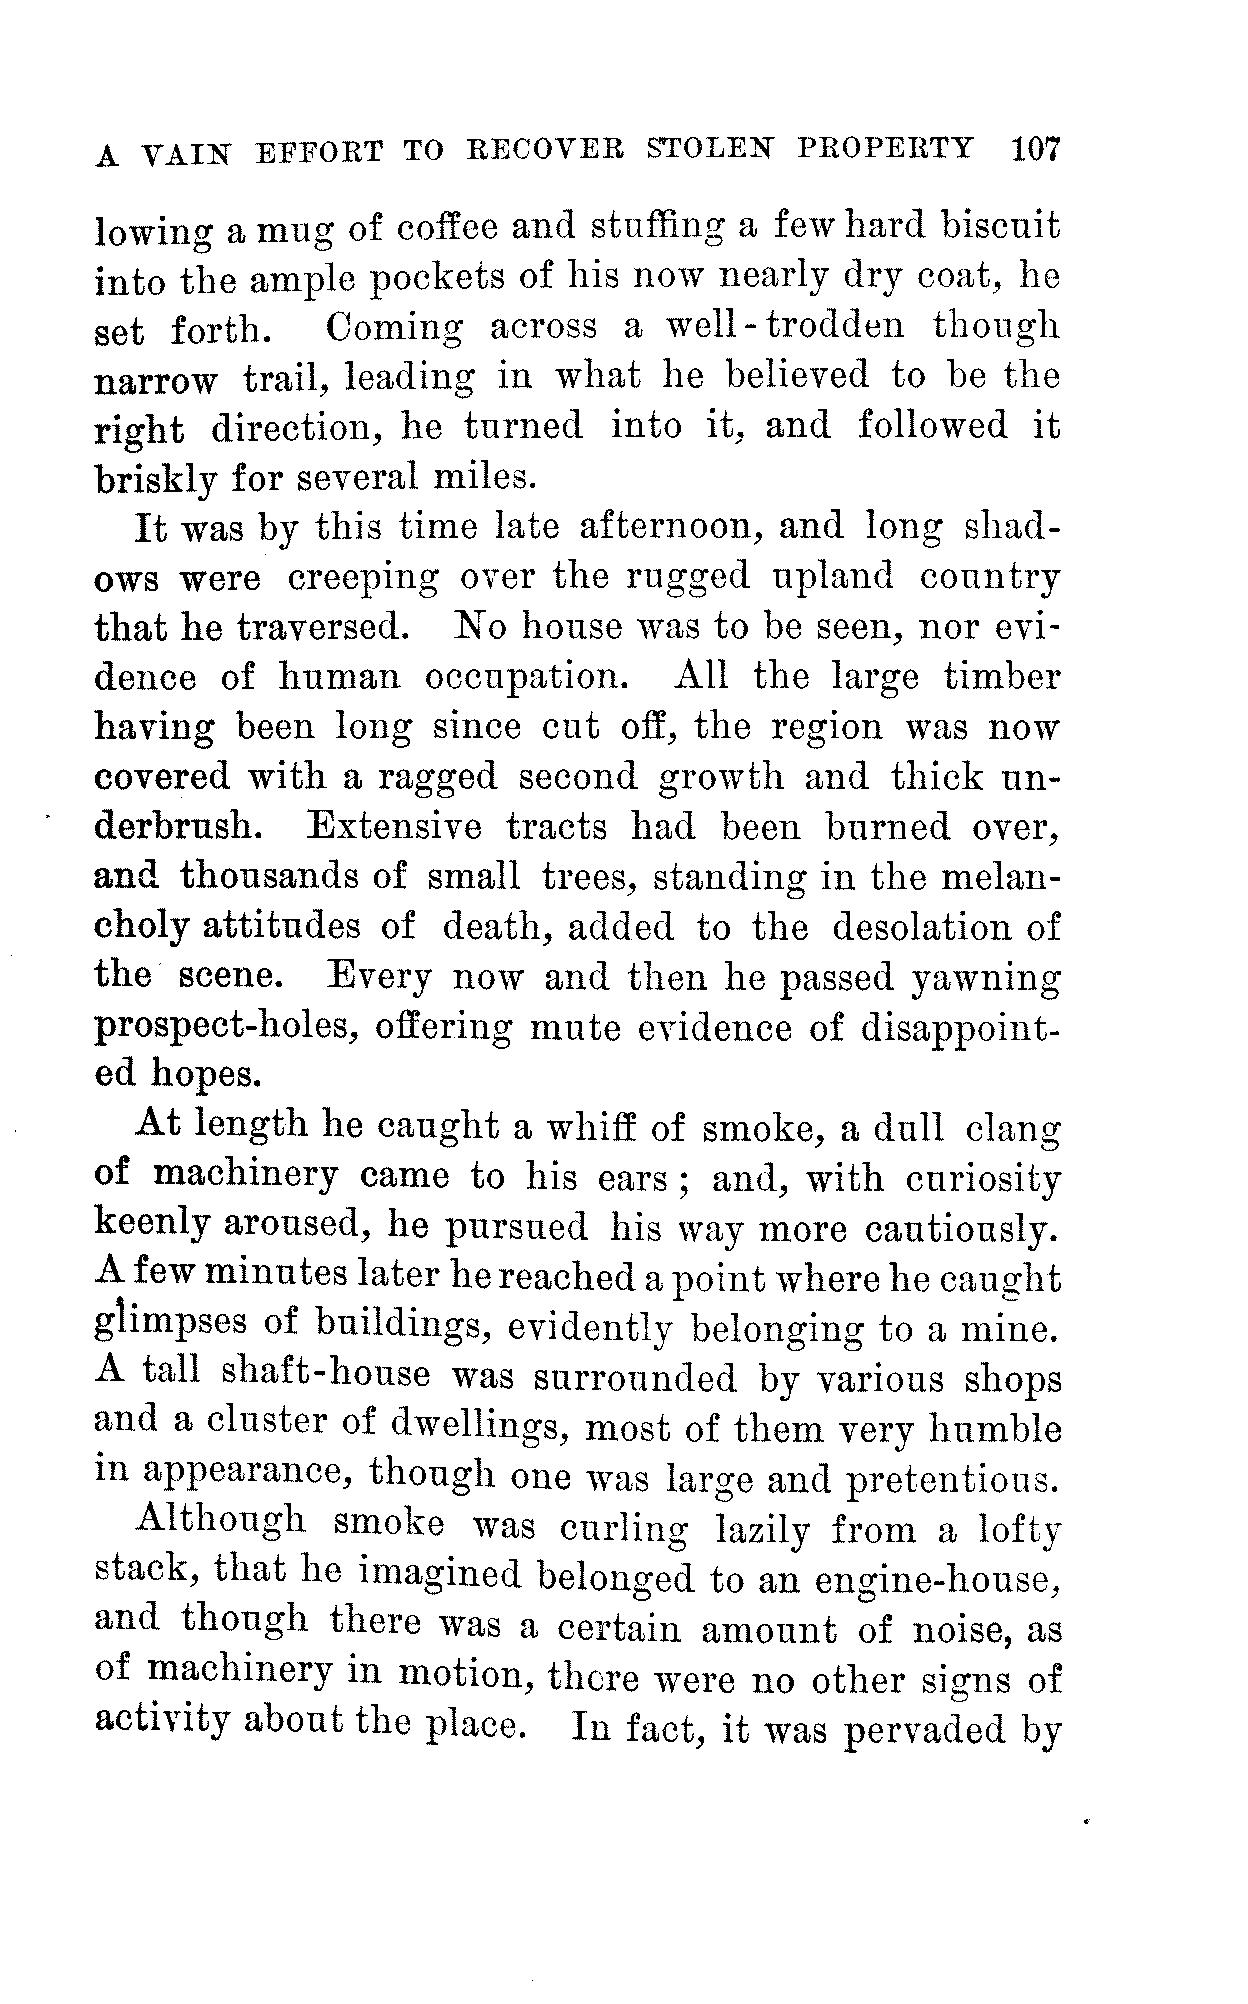 A VAIN EFFORT TO RECOVER STOLEN PROPERTY 107
lowing a mug of coffee and stuffing a few hard biscuit
into the ample pockets of his now nearly dry coat, he
set forth. Coming across a well-trodden though
narrow trail, leading in what he believed to be the
right direction, he turned into it, and followed it
briskly for several miles.
It was by this time late afternoon, and long shad-
ows were creeping over the rugged upland country
that he traversed. No house was to be seen, nor evi-
dence of human occupation. All the large timber
having been long since cut off, the region was now
covered with a ragged second growth and thick un-
derbrush. Extensive tracts had been burned over,
and thousands of small trees, standing in the melan-
choly attitudes of death, added to the desolation of
the scene. Every now and then he passed yawning
prospect-holes, offering mute evidence of disappoint-
ed hopes.
At length he caught a whiff of smoke, a dull clang
of machinery came to his ears; and, with curiosity
keenly aroused, he pursued his way more cautiously.
A few minutes later he reached a point where he caught
glimpses of buildings, evidently belonging to a mine.
A tall shaft-house was surrounded by various shops
and a cluster of dwellings, most of them very humble
in appearance, though one was large and pretentious.
Although smoke was curling lazily from a lofty
stack, that he imagined belonged to an engine-house,
and though there was a certain amount of noise, as
of machinery in motion, there were no other signs of
activity about the place. In fact, it was pervaded by